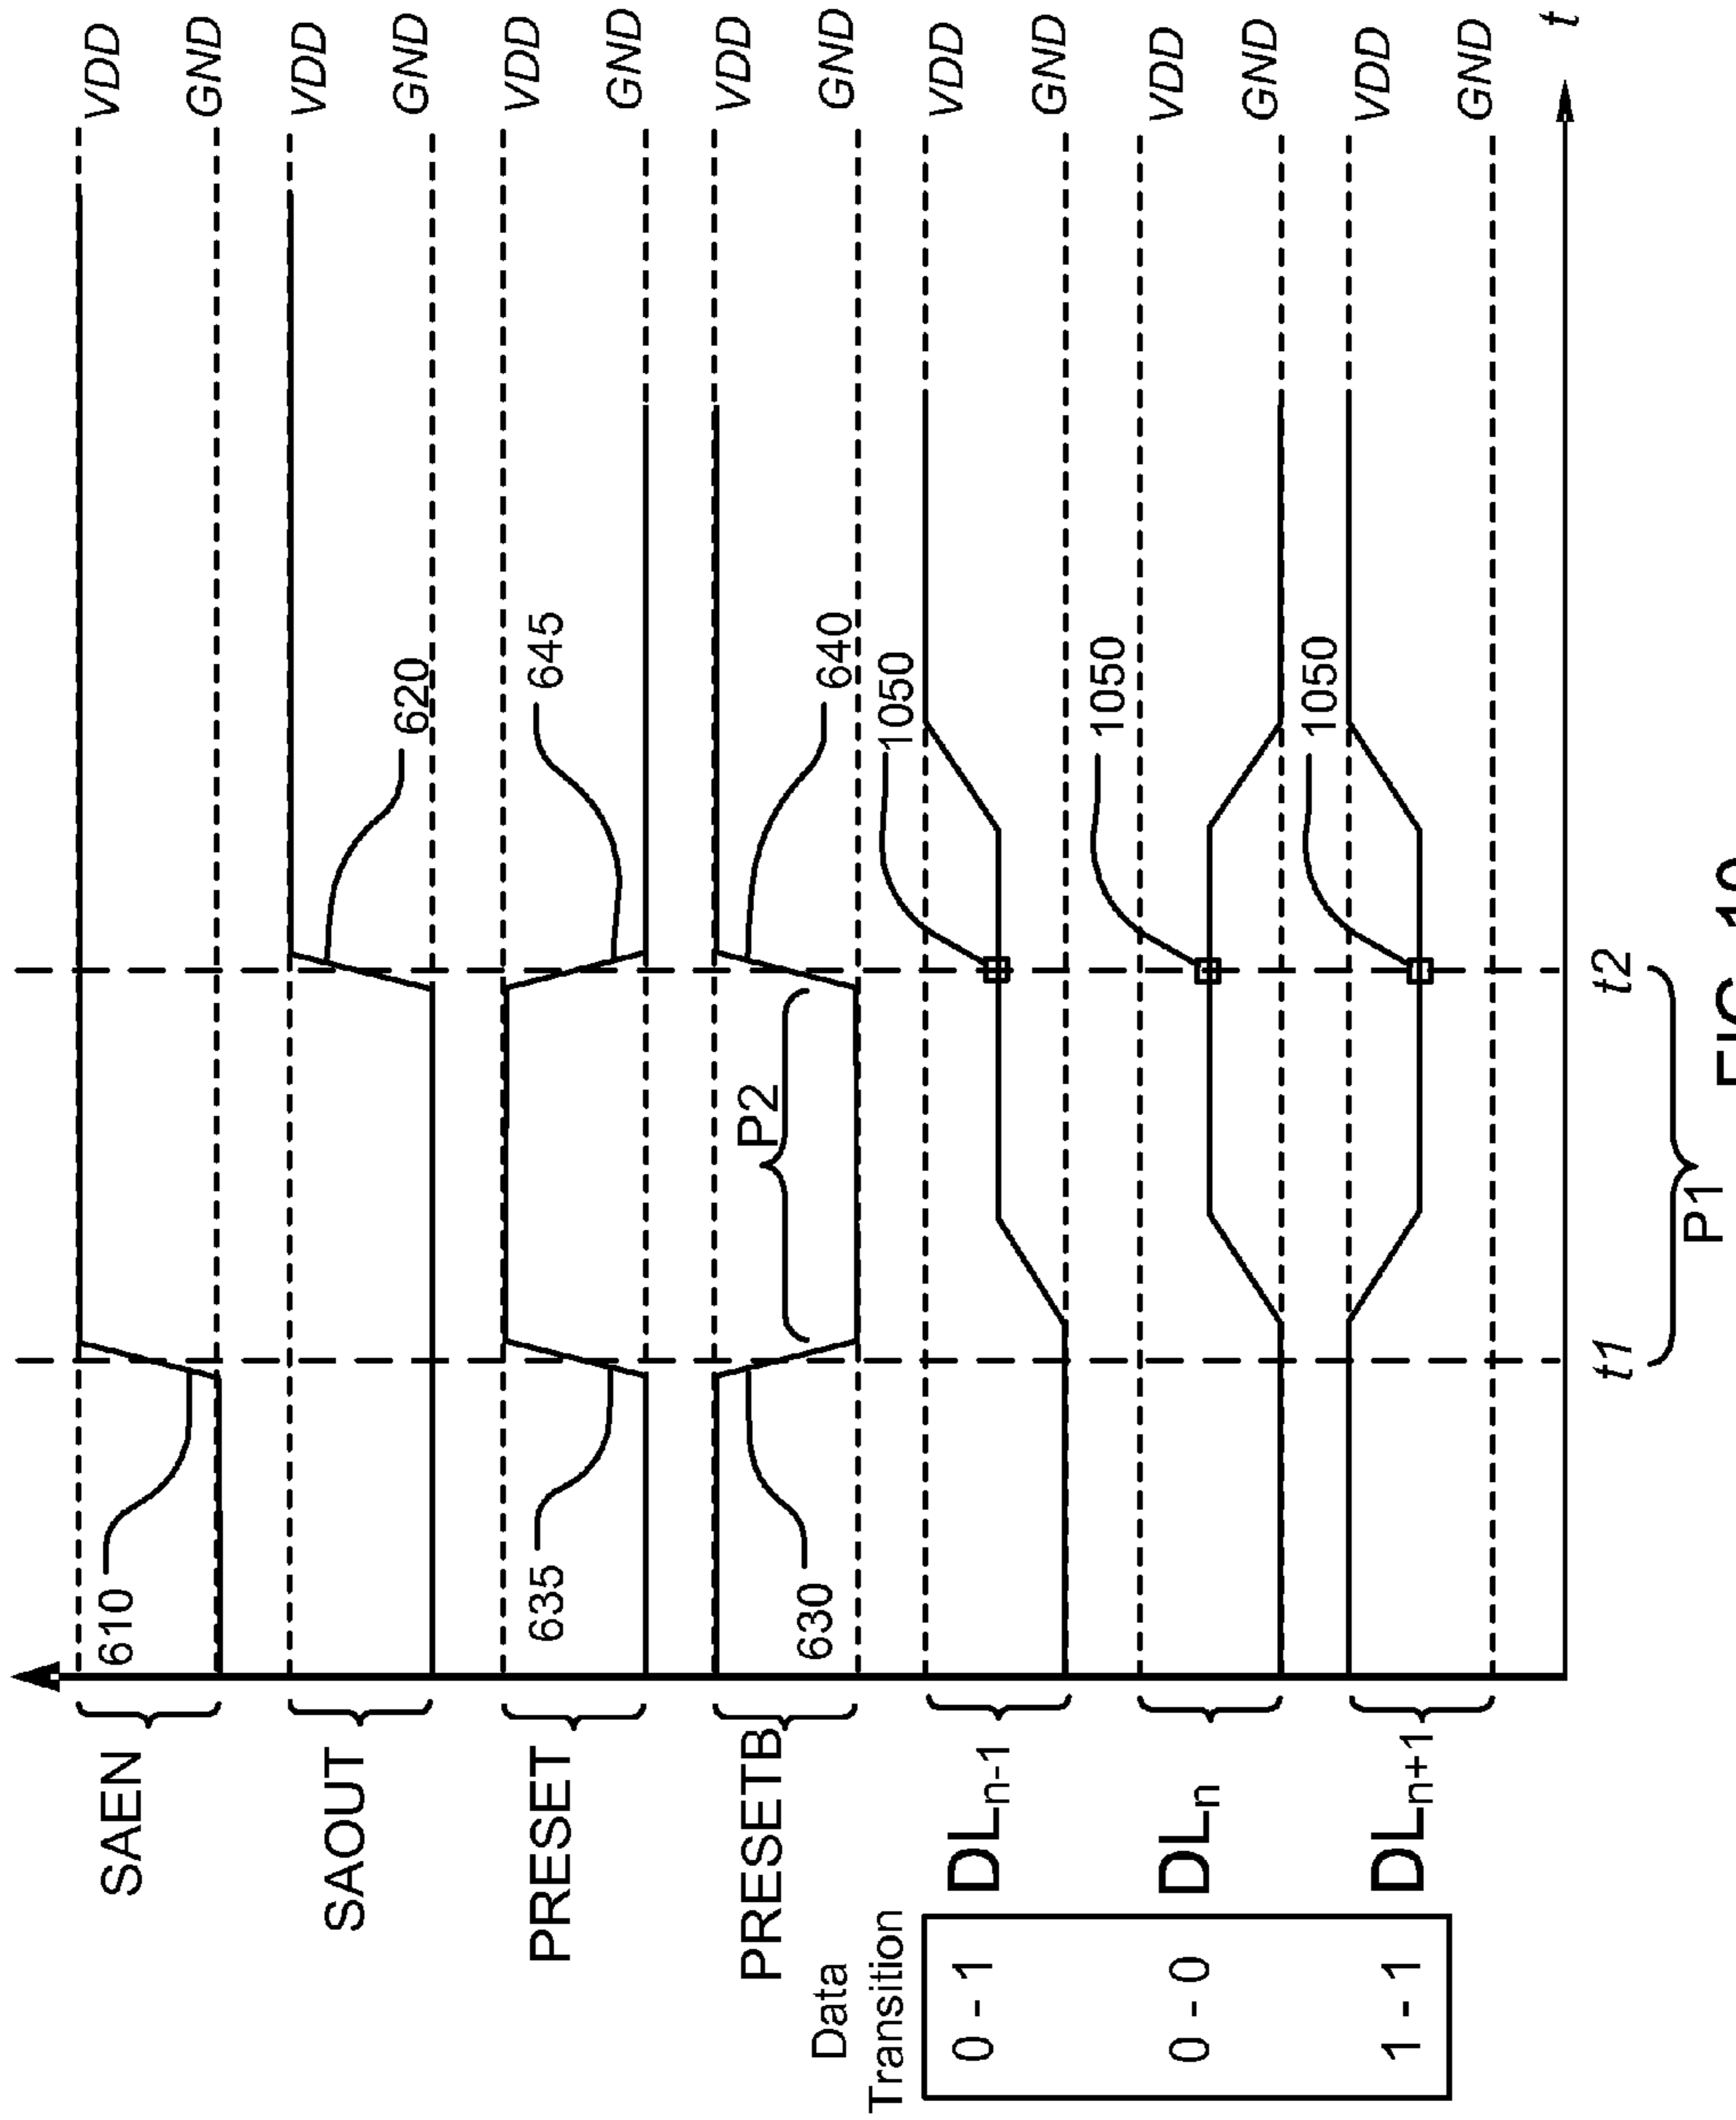 SAEN
610
VDD
GND
SAOUT
620
VDD
GND
PRESET
635
645
VDD
GND
PRESETB
630
P2
640
VDD
GND
Data
Transition
0 - 1
DLn-1
1050
VDD
GND
0 - 0
DLn
1050
VDD
GND
1 - 1
DLn+1
1050
VDD
GND
t1
t2
t
P1